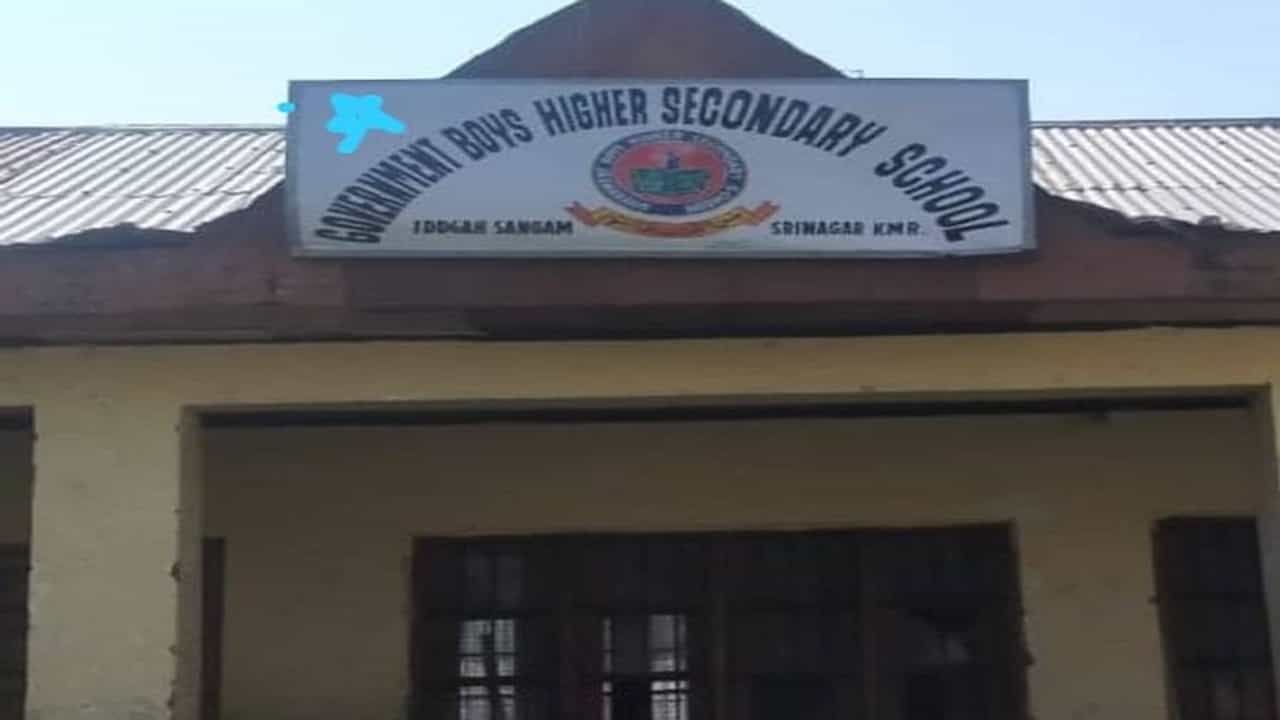 GOVERNMENT BOYS HIGHER SECONDARY SCHOOL
IDDGAH SANGAM SRINAGAR KMR.